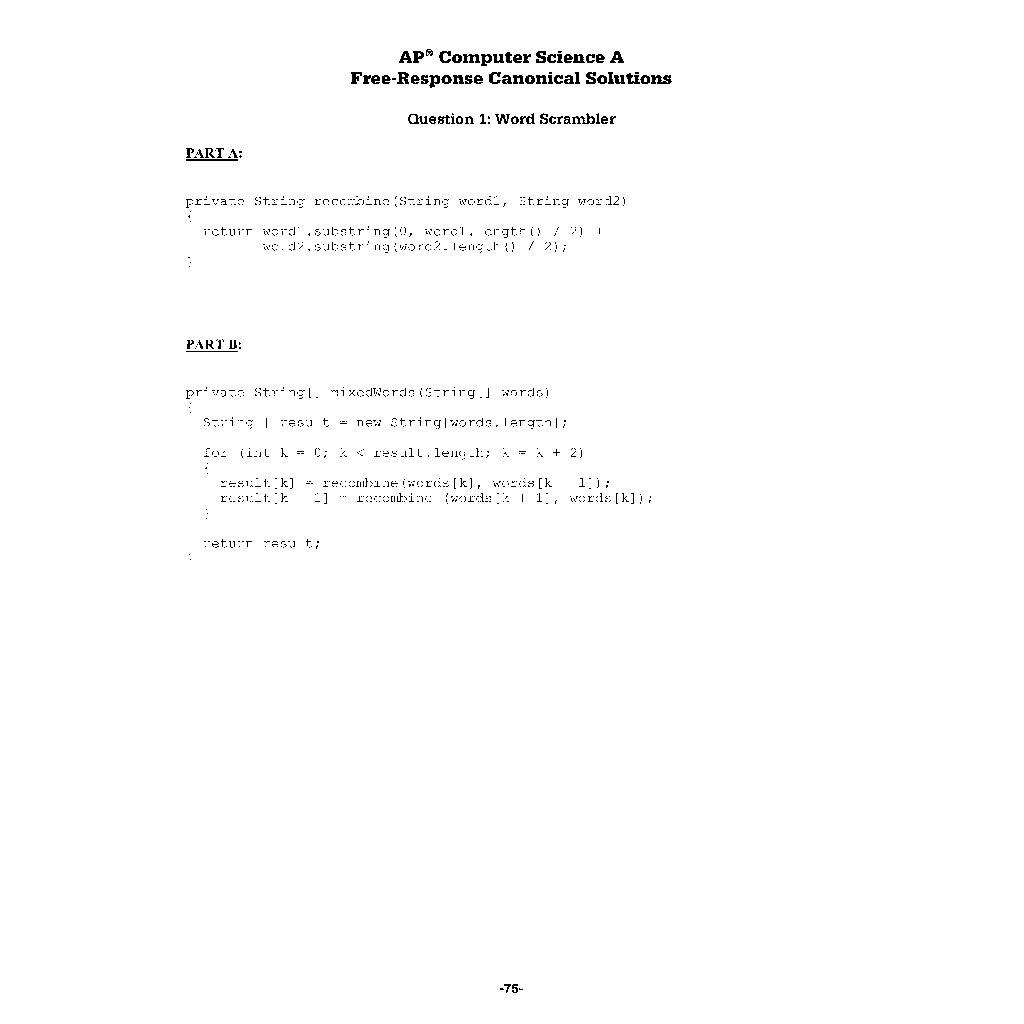 AP® Computer Science A
Free-Response Canonical Solutions
Question 1: Word Scrambler
PART A:
private String recombine(String word1, String word2)
{
return word1.substring(0, word1.length() / 2) +
word2.substring(word2.length() / 2);
}
PART B:
private String[] mixedWords(String[] words)
{
String[] result = new String[words.length];
for (int k = 0; k < result.length; k = k + 2)
{
result[k] = recombine(words[k], words[k + 1]);
result[k + 1] = recombine (words[k + 1], words[k]);
}
return result;
}
-75-